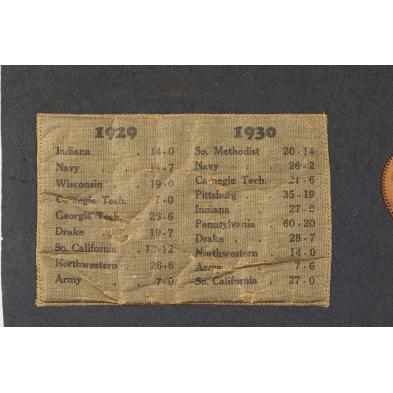 1929
Indiana . 14-0
Navy . 14-7
Wisconsin . 19-0
Carnegie Tech. 7-0
Georgia Tech. 26-6
Drake . 19-7
So. California . 13-12
Northwestern . 26-6
Army . 7-0
1930
So. Methodist . 20-14
Navy . 26-2
Carnegie Tech. 21-6
Pittsburg . 35-19
Indiana . 27-0
Pennsylvania . 60-20
Drake . 28-7
Northwestern . 14-0
Army . 7-6
So. California . 27-0